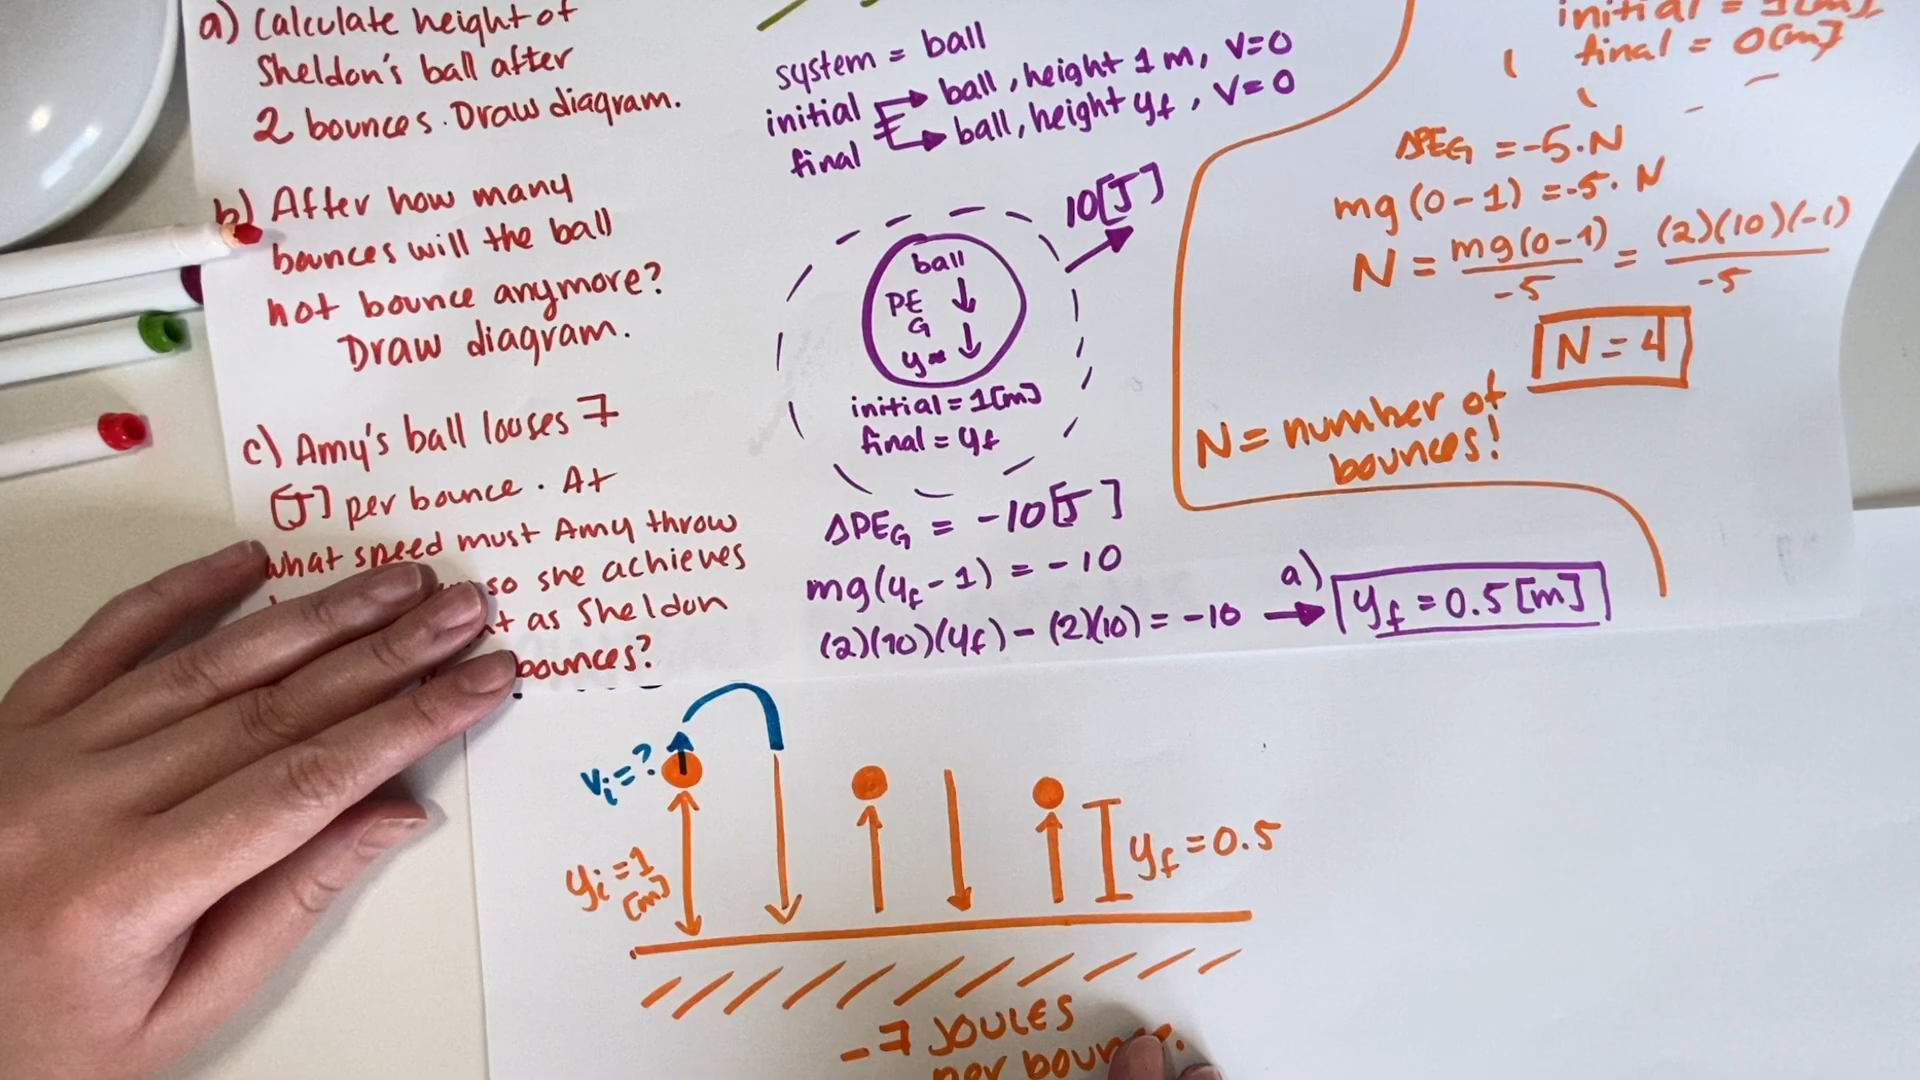 a) Calculate height of
Sheldon's ball after
2 bounces. Draw diagram.
b) After how many
bounces will the ball
not bounce anymore?
Draw diagram.
c) Amy's ball louses 7
[J] per bounce. At
what speed must Amy throw
so she achieves
as Sheldon
bounces?
system = ball
initial → ball, height 1 m, v=0
final → ball, height yf, v=0
10[J]
ball
PE ↓
G
y ↓
initial = 1[m]
final = yf
ΔPEG = -10[J]
mg(yf-1) = -10
(2)(10)(yf) - (2)(10) = -10 → a) yf = 0.5[m]
initial = 1[m]
final = 0[m]
ΔPEG = -5·N
mg(0-1) = -5·N
N = mg(0-1)/-5 = (2)(10)(-1)/-5
N = 4
N = number of
bounces!
vi = ?
yi = 1
[m]
yf = 0.5
-7 JOULES
per